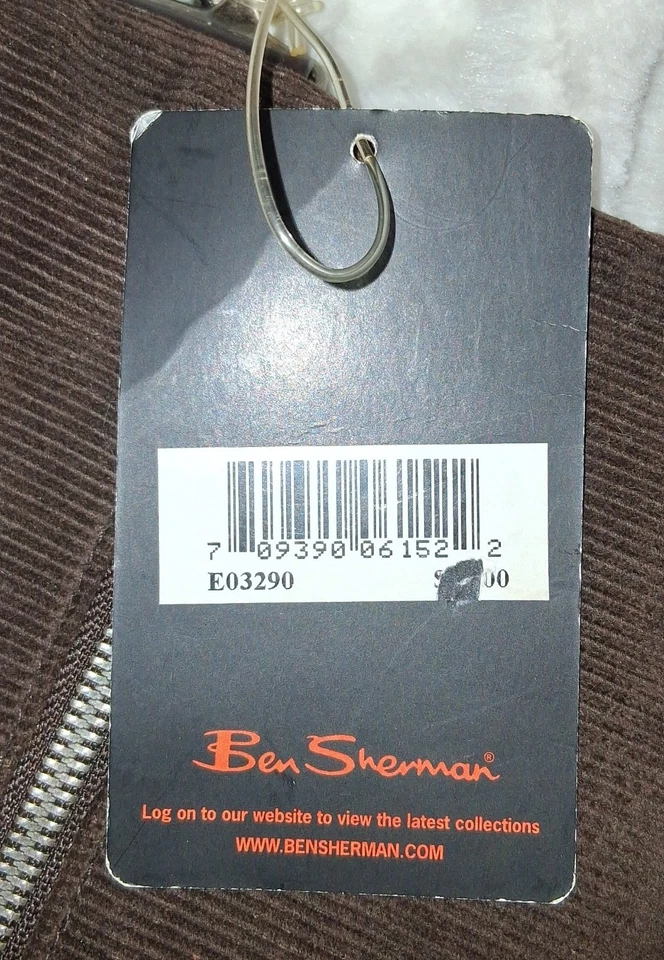 7 09390 06152 2
E03290 $ 00
Ben Sherman®
Log on to our website to view the latest collections
WWW.BENSHERMAN.COM